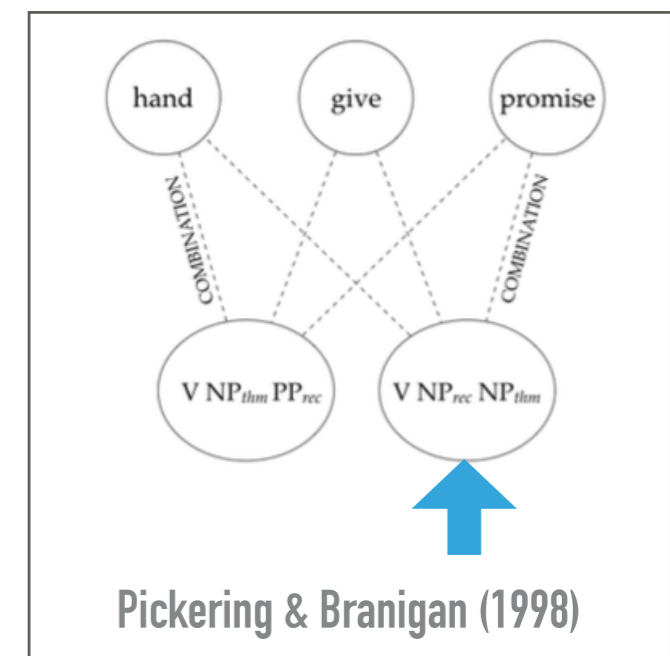 hand give promise
COMBINATION COMBINATION
V NPthm PPrec V NPrec NPthm
Pickering & Branigan (1998)